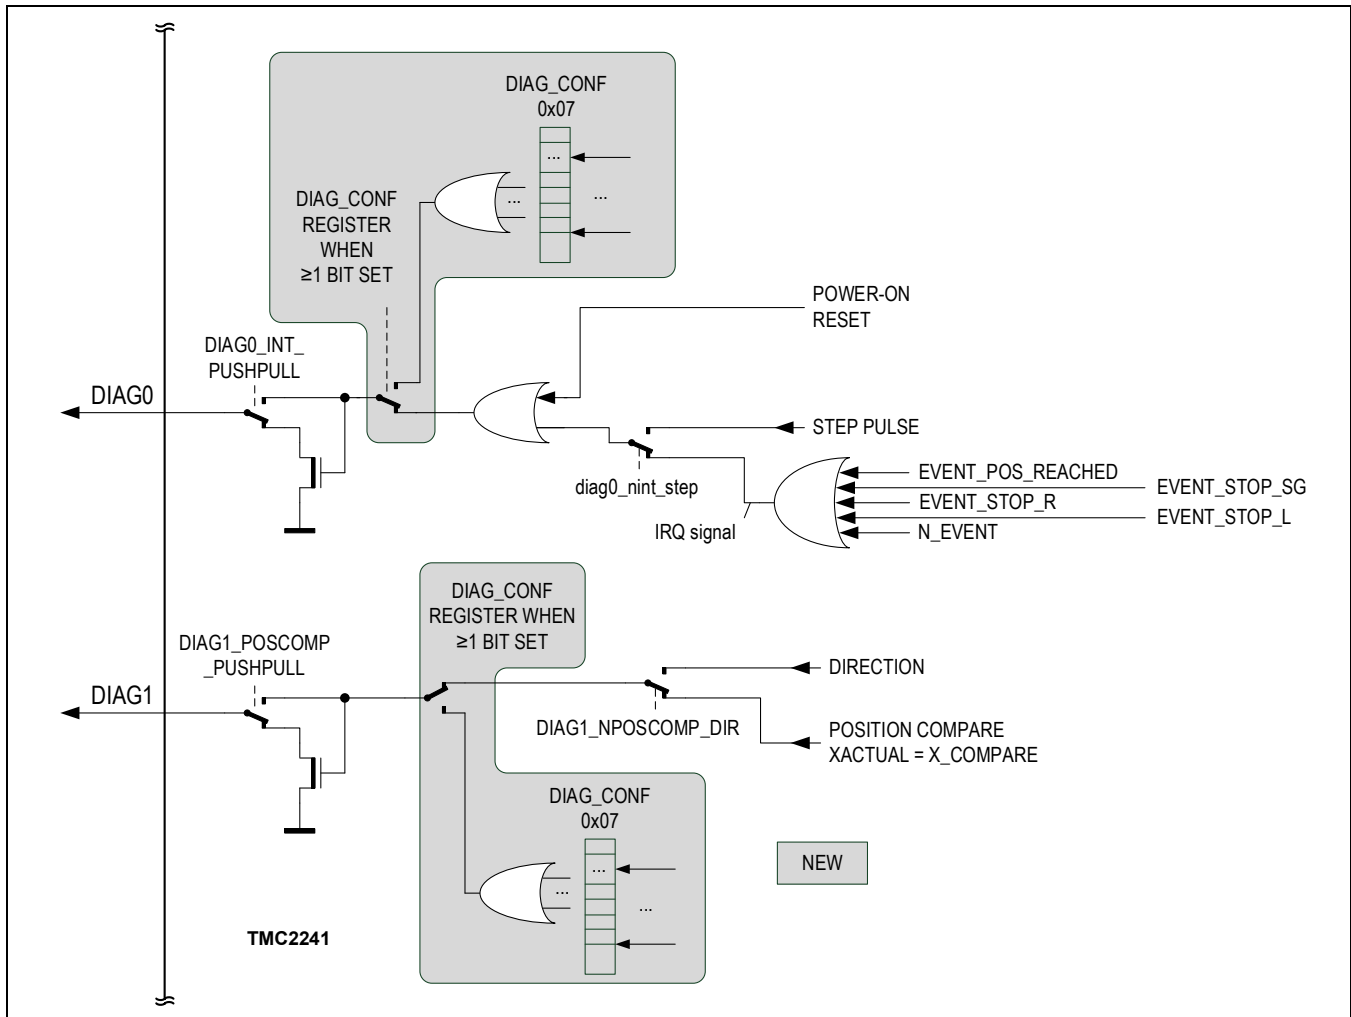 DIAG_CONF
0x07
...
...
...
DIAG_CONF
REGISTER
WHEN
≥1 BIT SET
POWER-ON
RESET
DIAG0_INT_
PUSHPULL
DIAG0
STEP PULSE
diag0_nint_step
EVENT_POS_REACHED
EVENT_STOP_SG
EVENT_STOP_R
EVENT_STOP_L
N_EVENT
IRQ signal
DIAG_CONF
REGISTER WHEN
≥1 BIT SET
DIAG1_POSCOMP
_PUSHPULL
DIAG1
DIRECTION
DIAG1_NPOSCOMP_DIR
POSITION COMPARE
XACTUAL = X_COMPARE
DIAG_CONF
0x07
...
...
...
NEW
TMC2241